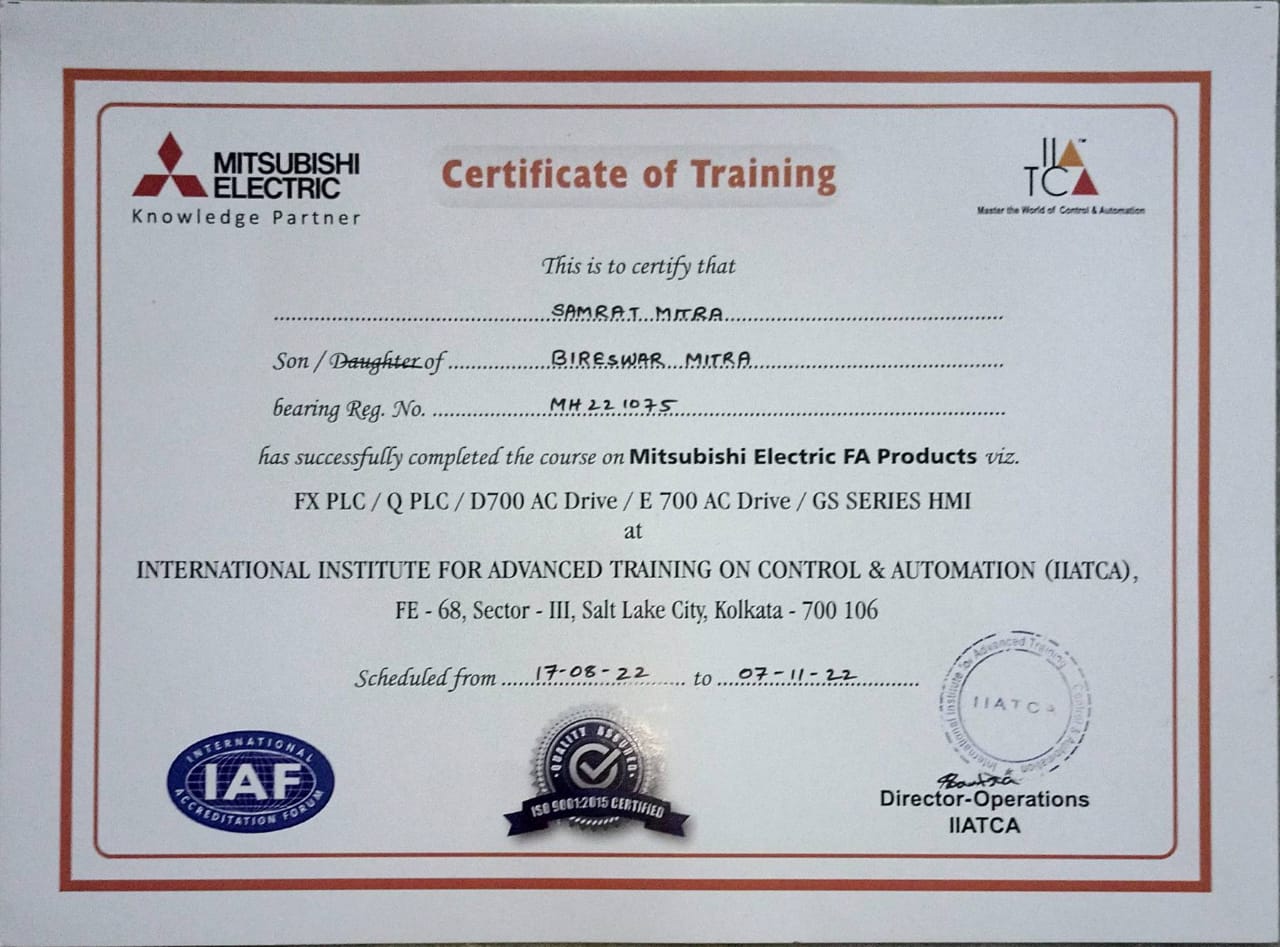 MITSUBISHI
ELECTRIC
Knowledge Partner
Certificate of Training
IIA™
TCA
Master the World of Control & Automation
This is to certify that
SAMRAT MITRA
Son / Daughter of BIRESWAR MITRA
bearing Reg. No. MH221075
has successfully completed the course on Mitsubishi Electric FA Products viz.
FX PLC / Q PLC / D700 AC Drive / E 700 AC Drive / GS SERIES HMI
at
INTERNATIONAL INSTITUTE FOR ADVANCED TRAINING ON CONTROL & AUTOMATION (IIATCA),
FE - 68, Sector - III, Salt Lake City, Kolkata - 700 106
Scheduled from 17-08-22 to 07-11-22
International Institute for Advanced Training on Control & Automation
IIATCA
INTERNATIONAL
IAF
ACCREDITATION FORUM
QUALITY ASSURED
ISO 9001:2015 CERTIFIED
Director-Operations
IIATCA